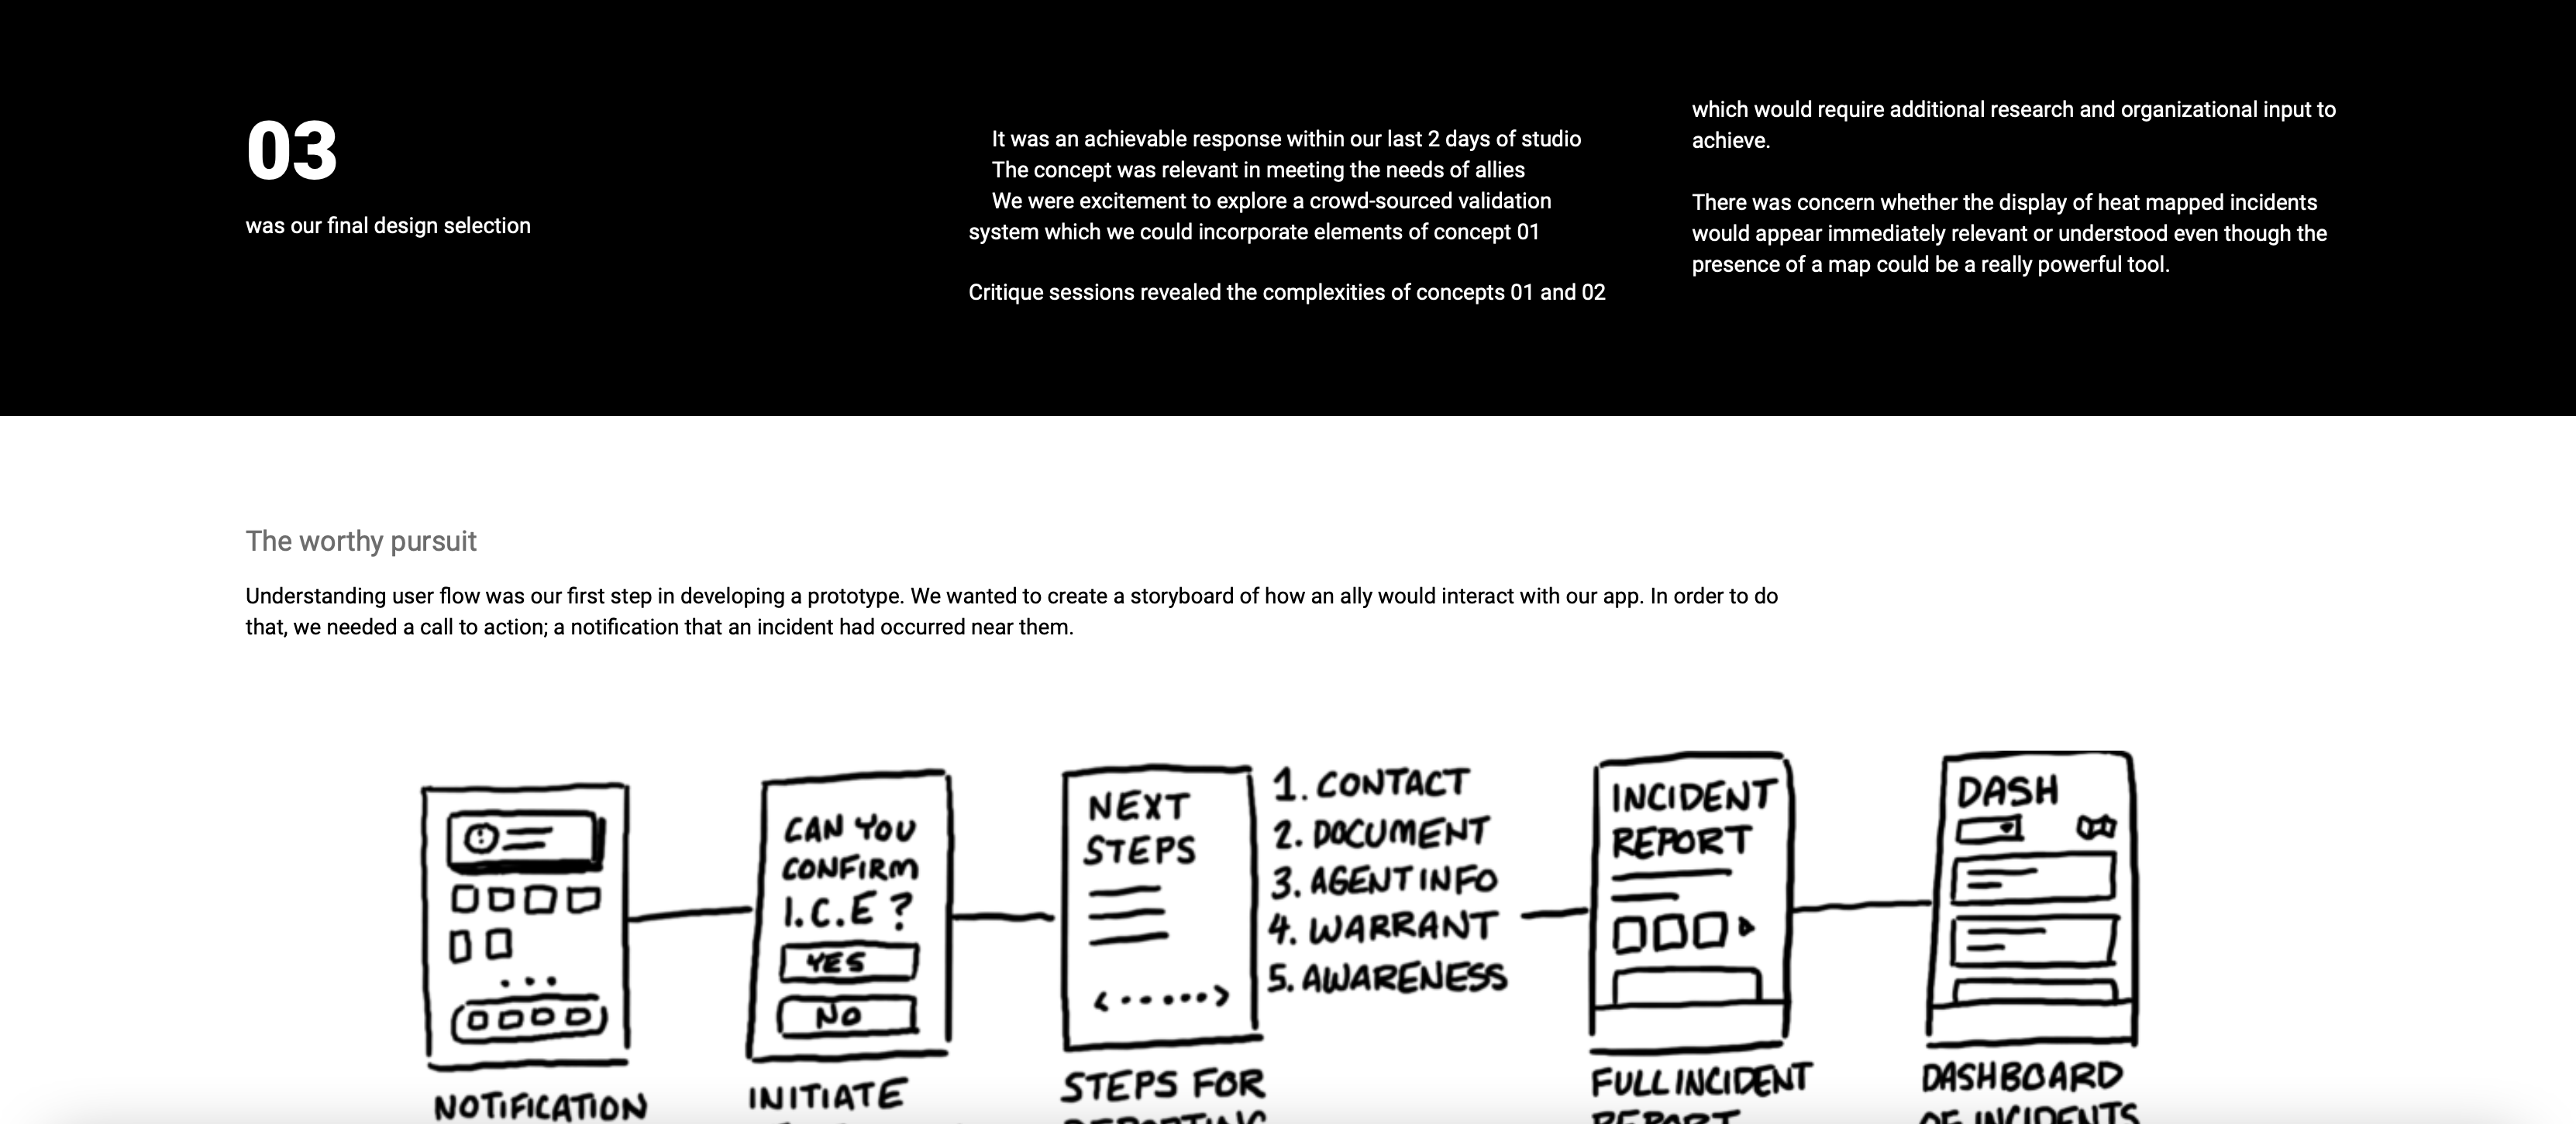 03
was our final design selection
It was an achievable response within our last 2 days of studio
The concept was relevant in meeting the needs of allies
We were excitement to explore a crowd-sourced validation
system which we could incorporate elements of concept 01
Critique sessions revealed the complexities of concepts 01 and 02
which would require additional research and organizational input to
achieve.
There was concern whether the display of heat mapped incidents
would appear immediately relevant or understood even though the
presence of a map could be a really powerful tool.
The worthy pursuit
Understanding user flow was our first step in developing a prototype. We wanted to create a storyboard of how an ally would interact with our app. In order to do
that, we needed a call to action; a notification that an incident had occurred near them.
NOTIFICATION
CAN YOU
CONFIRM
I.C.E ?
YES
NO
INITIATE
NEXT
STEPS
1. CONTACT
2. DOCUMENT
3. AGENT INFO
4. WARRANT
5. AWARENESS
STEPS FOR
REPORTING
INCIDENT
REPORT
FULL INCIDENT
REPORT
DASH
DASHBOARD
OF INCIDENTS